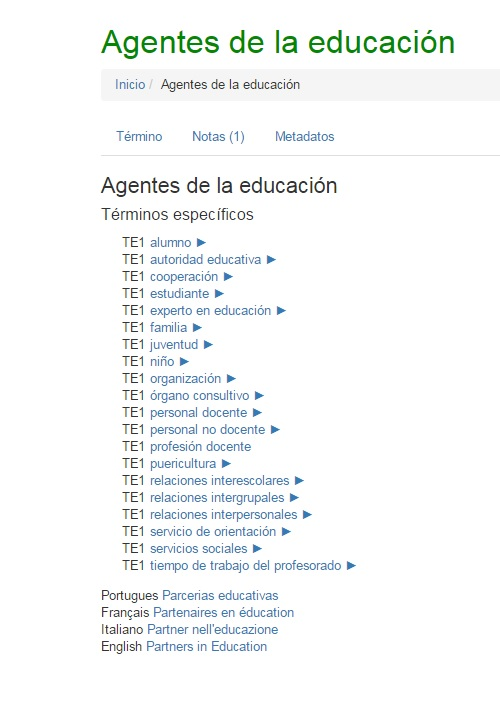 Agentes de la educación
Inicio / Agentes de la educación
Término Notas (1) Metadatos
Agentes de la educación
Términos específicos
TE1 alumno ►
TE1 autoridad educativa ►
TE1 cooperación ►
TE1 estudiante ►
TE1 experto en educación ►
TE1 familia ►
TE1 juventud ►
TE1 niño ►
TE1 organización ►
TE1 órgano consultivo ►
TE1 personal docente ►
TE1 personal no docente ►
TE1 profesión docente
TE1 puericultura ►
TE1 relaciones interescolares ►
TE1 relaciones intergrupales ►
TE1 relaciones interpersonales ►
TE1 servicio de orientación ►
TE1 servicios sociales ►
TE1 tiempo de trabajo del profesorado ►
Portugues Parcerias educativas
Français Partenaires en éducation
Italiano Partner nell'educazione
English Partners in Education